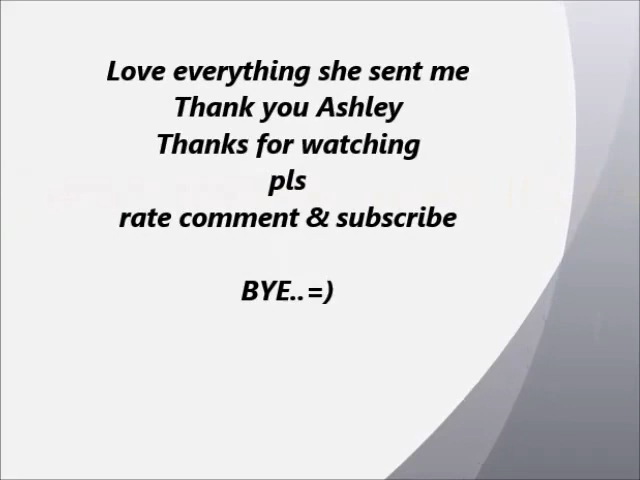 Love everything she sent me
Thank you Ashley
Thanks for watching
pls
rate comment & subscribe
BYE..=)